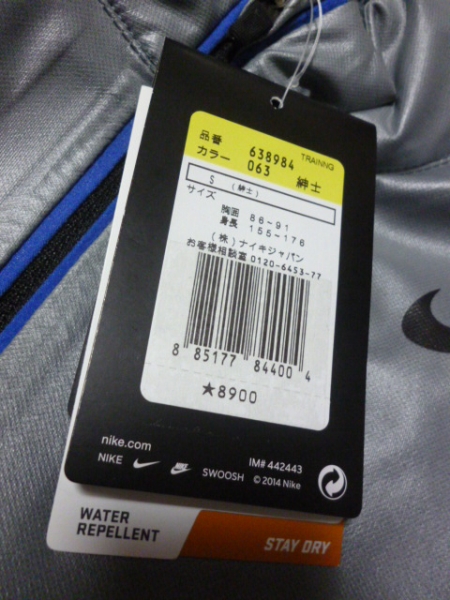 品番 638984 TRAINNG
カラー 063 紳士
S (紳士)
サイズ
胸囲 86-91
身長 155-176
(株)ナイキジャパン
お客様相談室 0120-6453-77
8 85177 84400 4
★8900
nike.com
NIKE SWOOSH
IM# 442443
© 2014 Nike
WATER
REPELLENT
STAY DRY